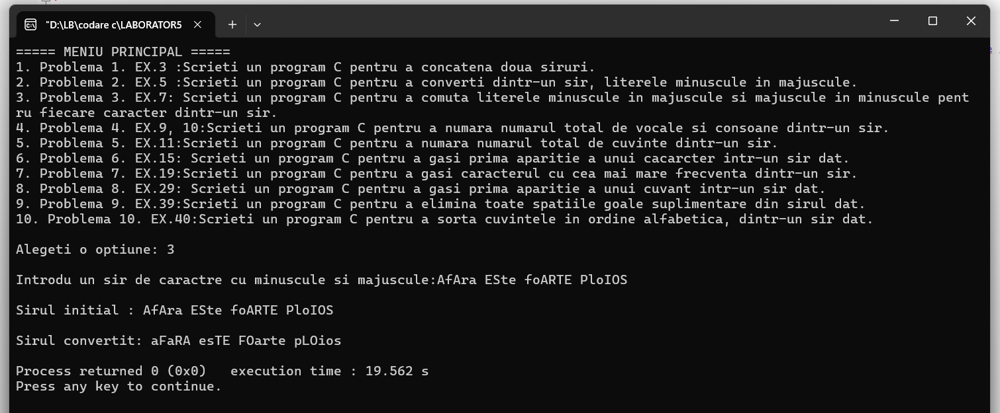 "D:\LB\codare c\LABORATOR5
===== MENIU PRINCIPAL =====
1. Problema 1. EX.3 :Scrieti un program C pentru a concatena doua siruri.
2. Problema 2. EX.5 :Scrieti un program C pentru a converti dintr-un sir, literele minuscule in majuscule.
3. Problema 3. EX.7: Scrieti un program C pentru a comuta literele minuscule in majuscule si majuscule in minuscule pent
ru fiecare caracter dintr-un sir.
4. Problema 4. EX.9, 10:Scrieti un program C pentru a numara numarul total de vocale si consoane dintr-un sir.
5. Problema 5. EX.11:Scrieti un program C pentru a numara numarul total de cuvinte dintr-un sir.
6. Problema 6. EX.15: Scrieti un program C pentru a gasi prima aparitie a unui cacarcter intr-un sir dat.
7. Problema 7. EX.19:Scrieti un program C pentru a gasi caracterul cu cea mai mare frecventa dintr-un sir.
8. Problema 8. EX.29: Scrieti un program C pentru a gasi prima aparitie a unui cuvant intr-un sir dat.
9. Problema 9. EX.39:Scrieti un program C pentru a elimina toate spatiile goale suplimentare din sirul dat.
10. Problema 10. EX.40:Scrieti un program C pentru a sorta cuvintele in ordine alfabetica, dintr-un sir dat.
Alegeti o optiune: 3
Introdu un sir de caractre cu minuscule si majuscule:AfAra ESte foARTE PloIOS
Sirul initial : AfAra ESte foARTE PloIOS
Sirul convertit: aFaRA esTE FOarte pLOios
Process returned 0 (0x0)   execution time : 19.562 s
Press any key to continue.